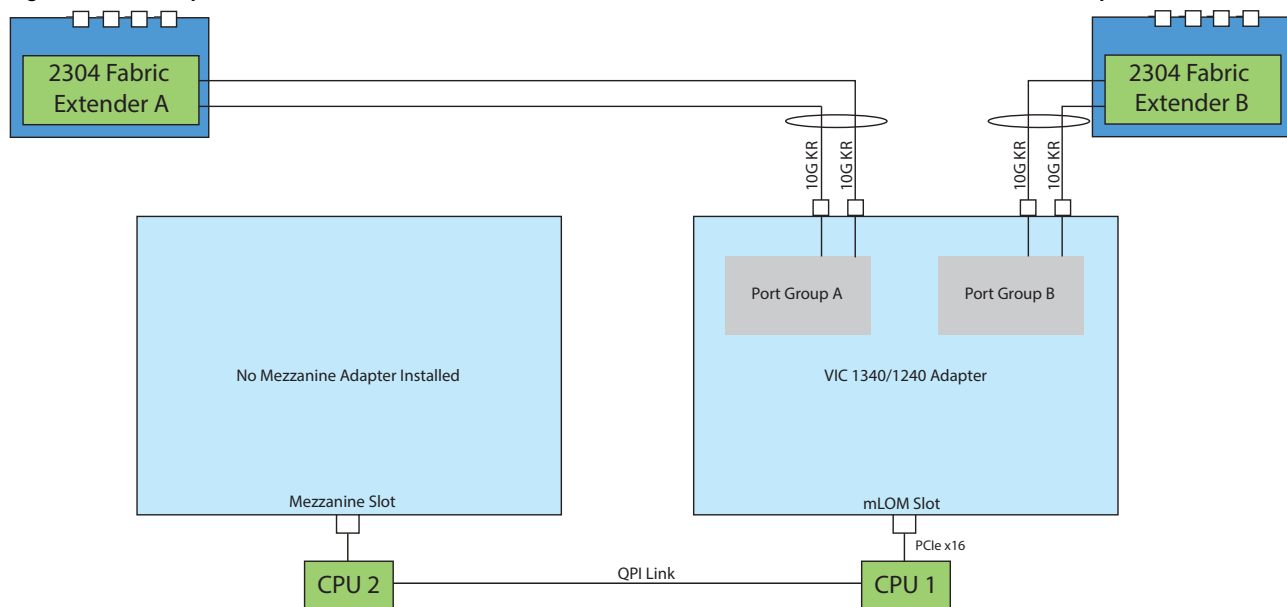 2304 Fabric
Extender A
2304 Fabric
Extender B
10G KR
10G KR
10G KR
10G KR
Port Group A
Port Group B
No Mezzanine Adapter Installed
VIC 1340/1240 Adapter
Mezzanine Slot
mLOM Slot
PCIe x16
QPI Link
CPU 2
CPU 1